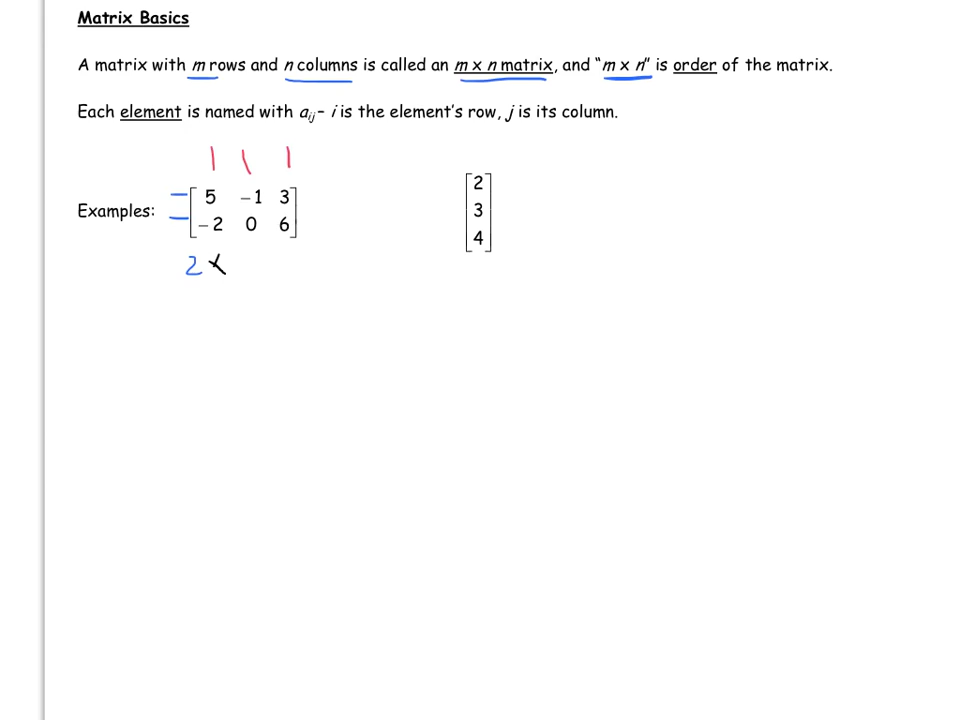 Matrix Basics
A matrix with m rows and n columns is called an m x n matrix, and “m x n” is order of the matrix.
Each element is named with aij – i is the element’s row, j is its column.
Examples:
[ 5 -1 3 ]
[ -2 0 6 ]
[ 2 ]
[ 3 ]
[ 4 ]
2 x